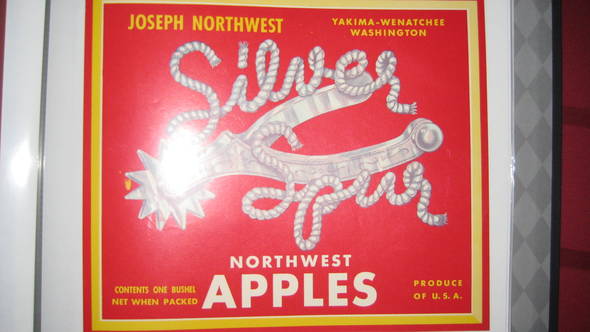 JOSEPH NORTHWEST
YAKIMA-WENATCHEE
WASHINGTON
Silver
Spur
NORTHWEST
APPLES
CONTENTS ONE BUSHEL
NET WHEN PACKED
PRODUCE
OF U.S.A.